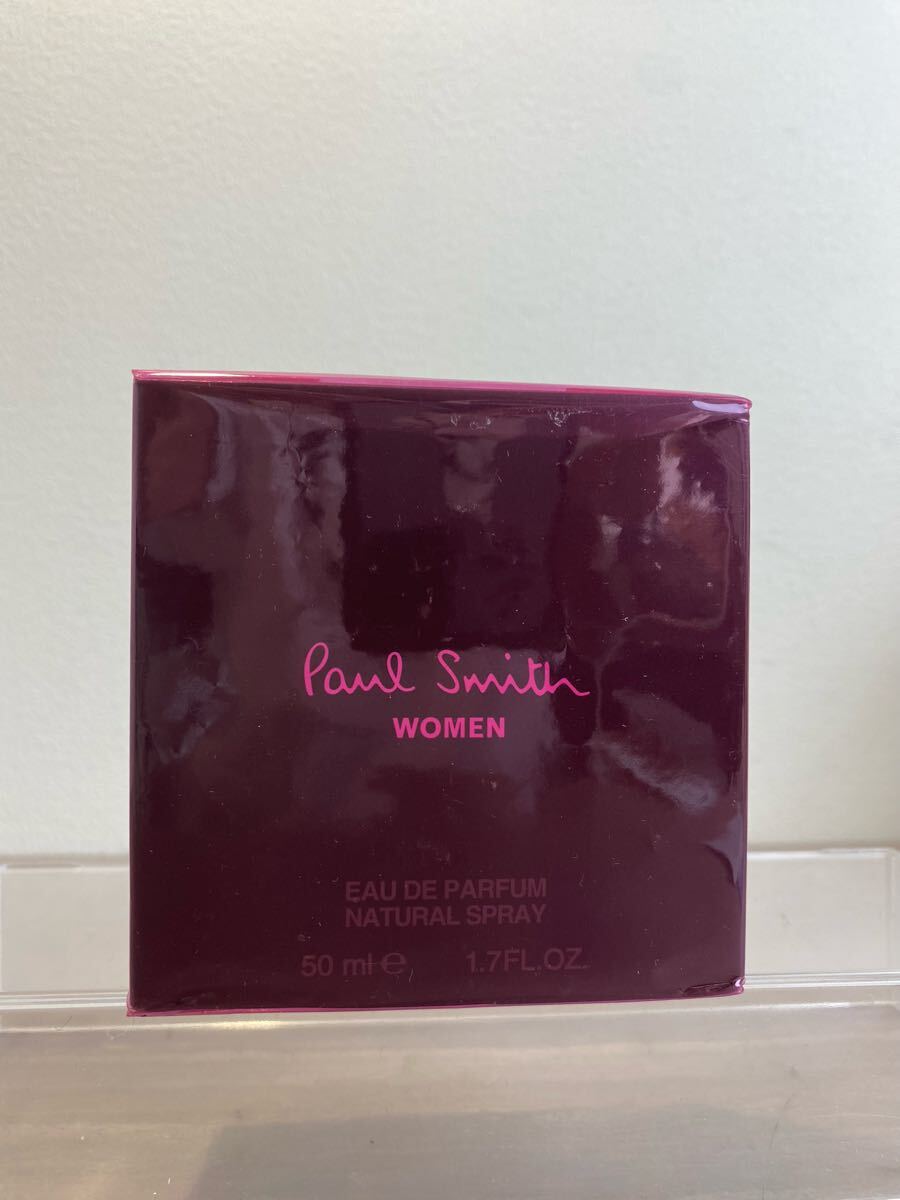 Paul Smith
WOMEN
EAU DE PARFUM
NATURAL SPRAY
50 ml ℮ 1.7FL.OZ.